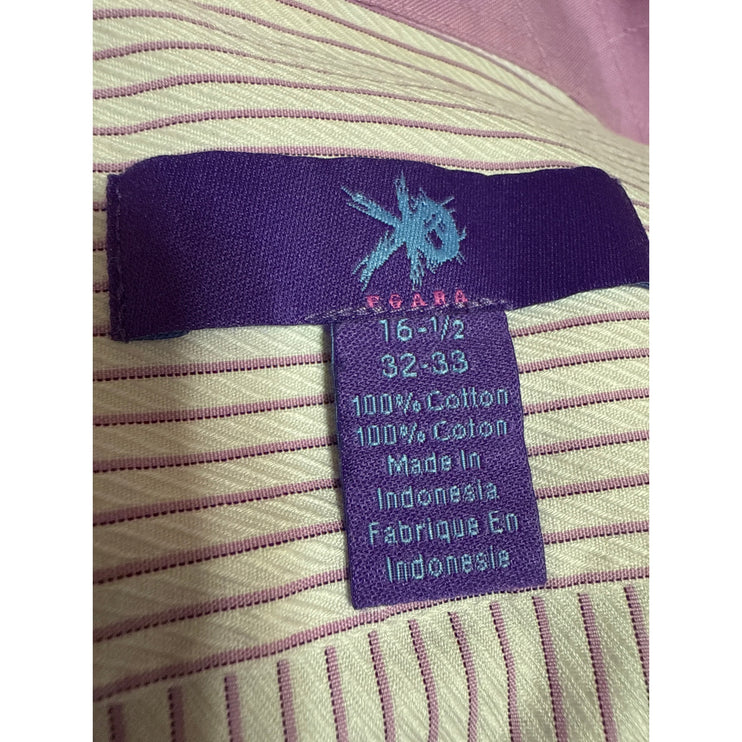 EGARA
16-1/2
32-33
100% Cotton
100% Coton
Made In
Indonesia
Fabrique En
Indonesie